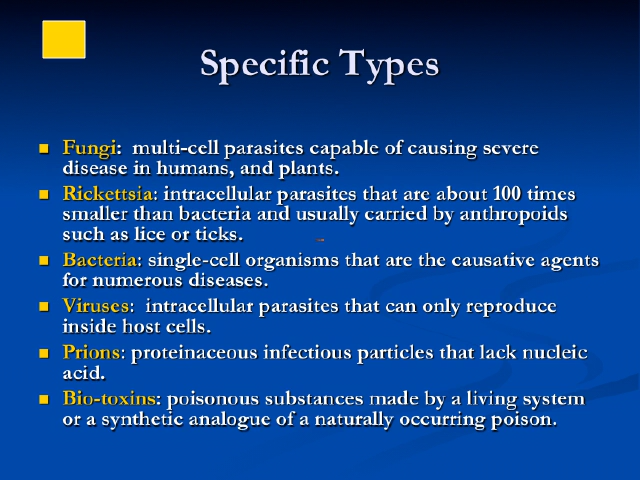 Specific Types
Fungi:  multi-cell parasites capable of causing severe
disease in humans, and plants.
Rickettsia: intracellular parasites that are about 100 times
smaller than bacteria and usually carried by anthropoids
such as lice or ticks.
Bacteria: single-cell organisms that are the causative agents
for numerous diseases.
Viruses:  intracellular parasites that can only reproduce
inside host cells.
Prions: proteinaceous infectious particles that lack nucleic
acid.
Bio-toxins: poisonous substances made by a living system
or a synthetic analogue of a naturally occurring poison.